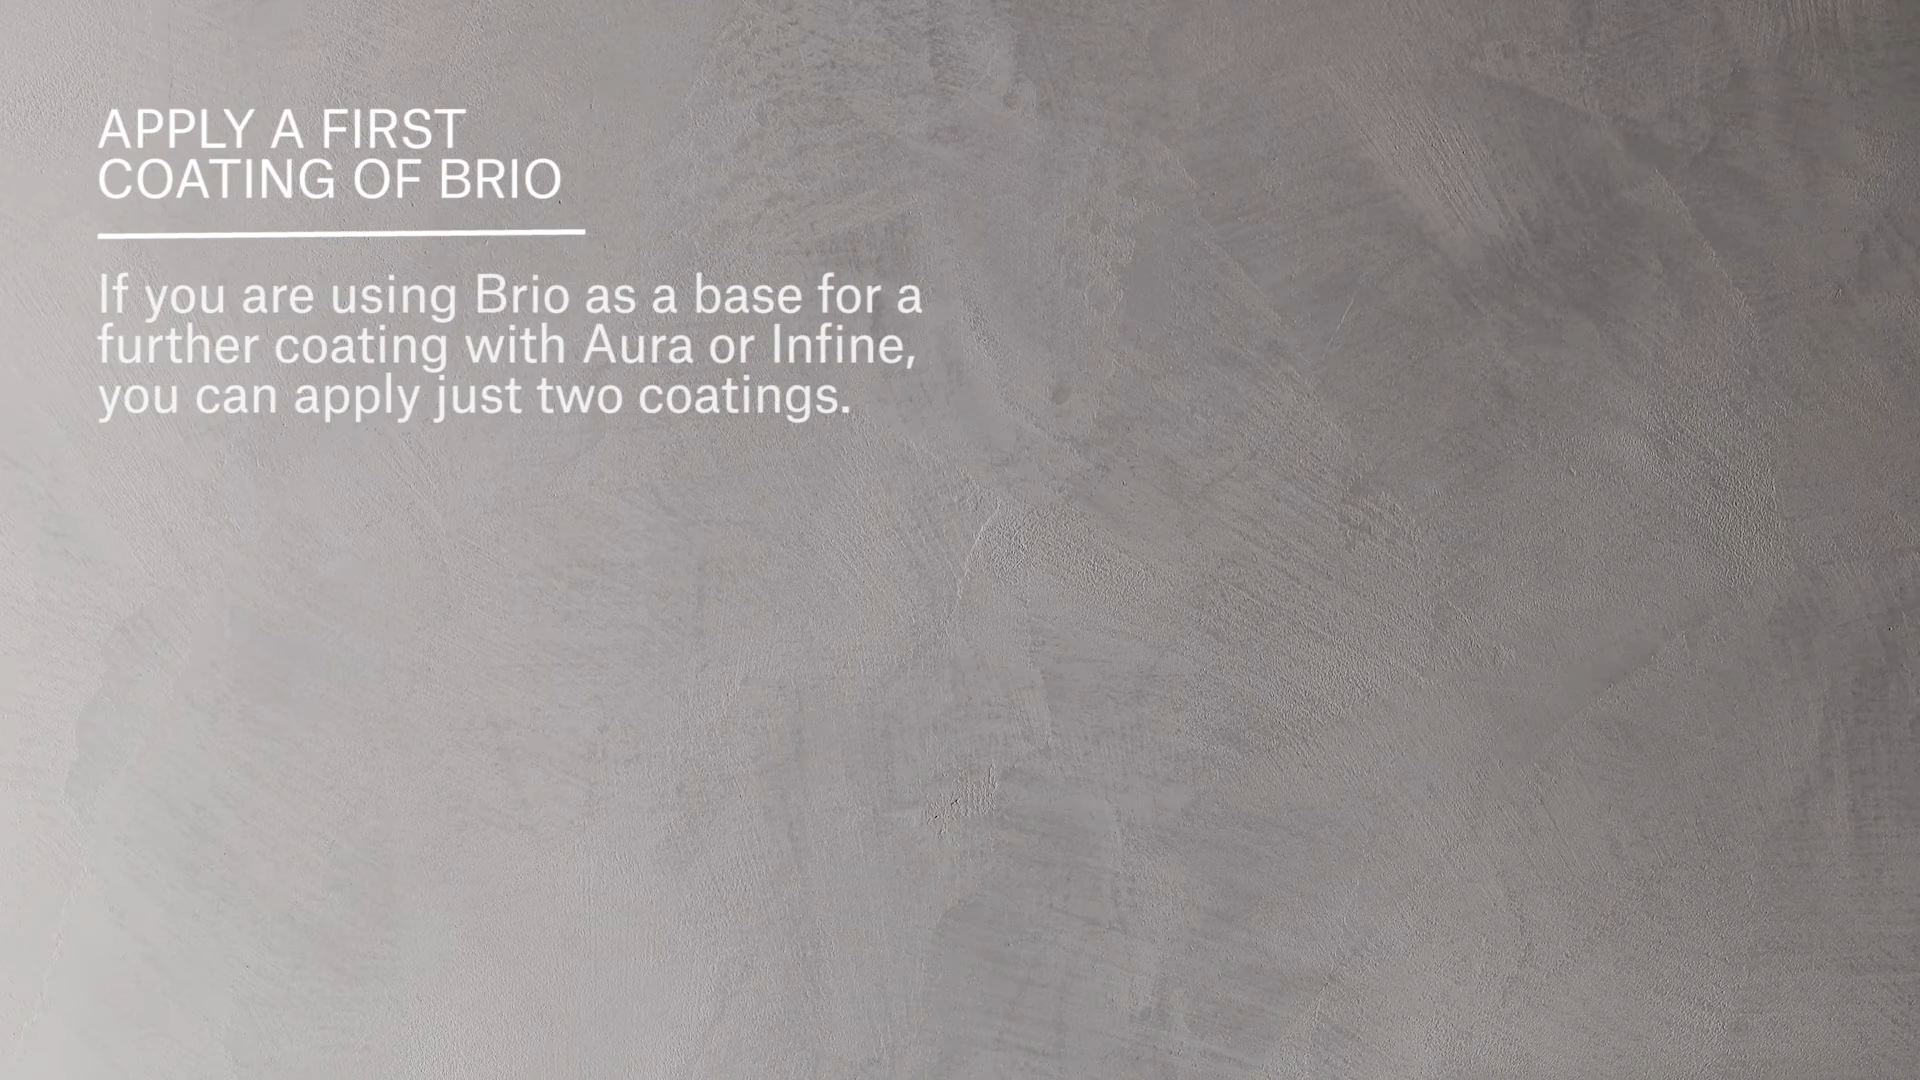 APPLY A FIRST
COATING OF BRIO
If you are using Brio as a base for a
further coating with Aura or Infine,
you can apply just two coatings.